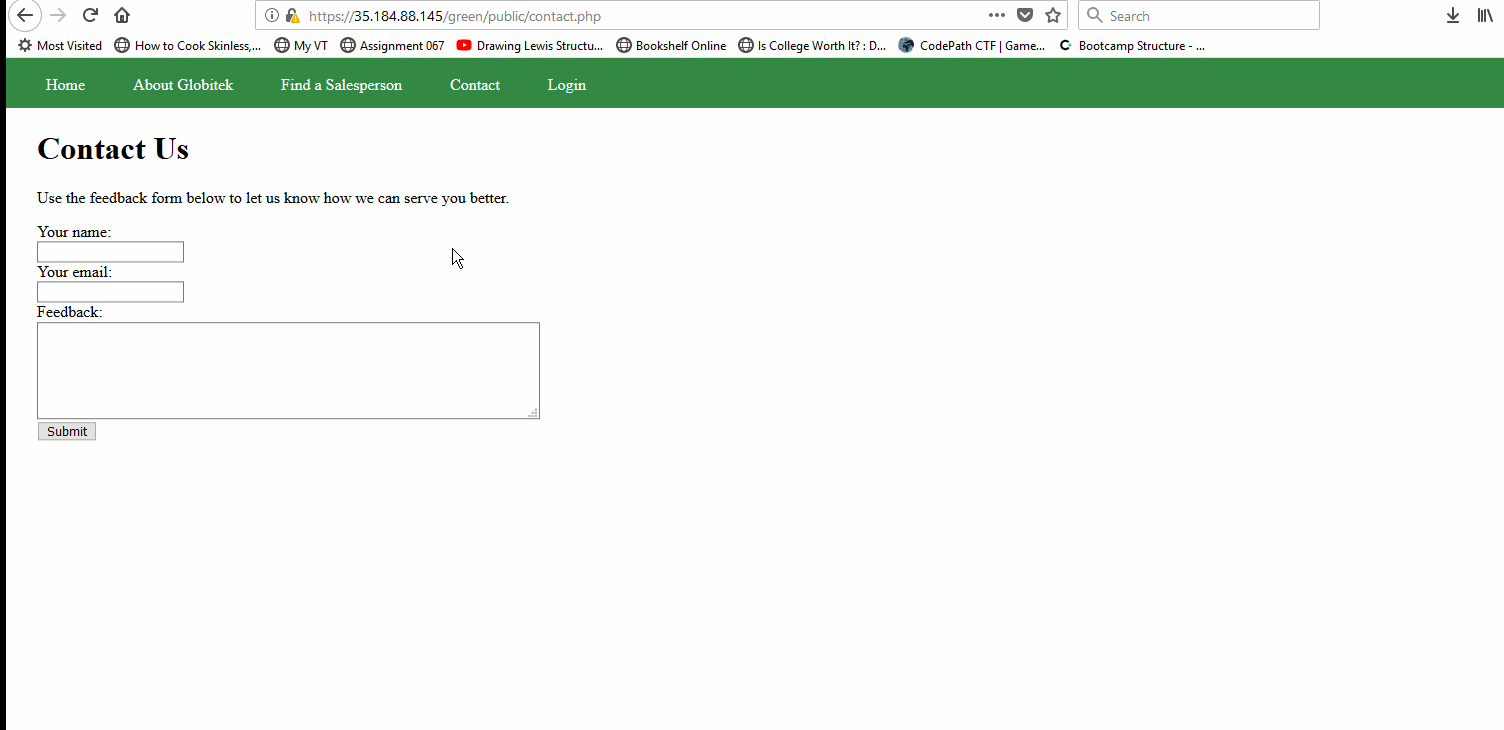 https://35.184.88.145/green/public/contact.php
Search
Most Visited How to Cook Skinless,... My VT Assignment 067 Drawing Lewis Structu... Bookshelf Online Is College Worth It? : D... CodePath CTF | Game... Bootcamp Structure - ...
Home About Globitek Find a Salesperson Contact Login
Contact Us
Use the feedback form below to let us know how we can serve you better.
Your name:
Your email:
Feedback:
Submit